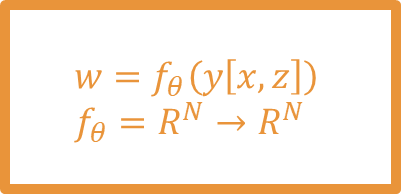 w = f_θ(y[x, z])
f_θ = R^N → R^N